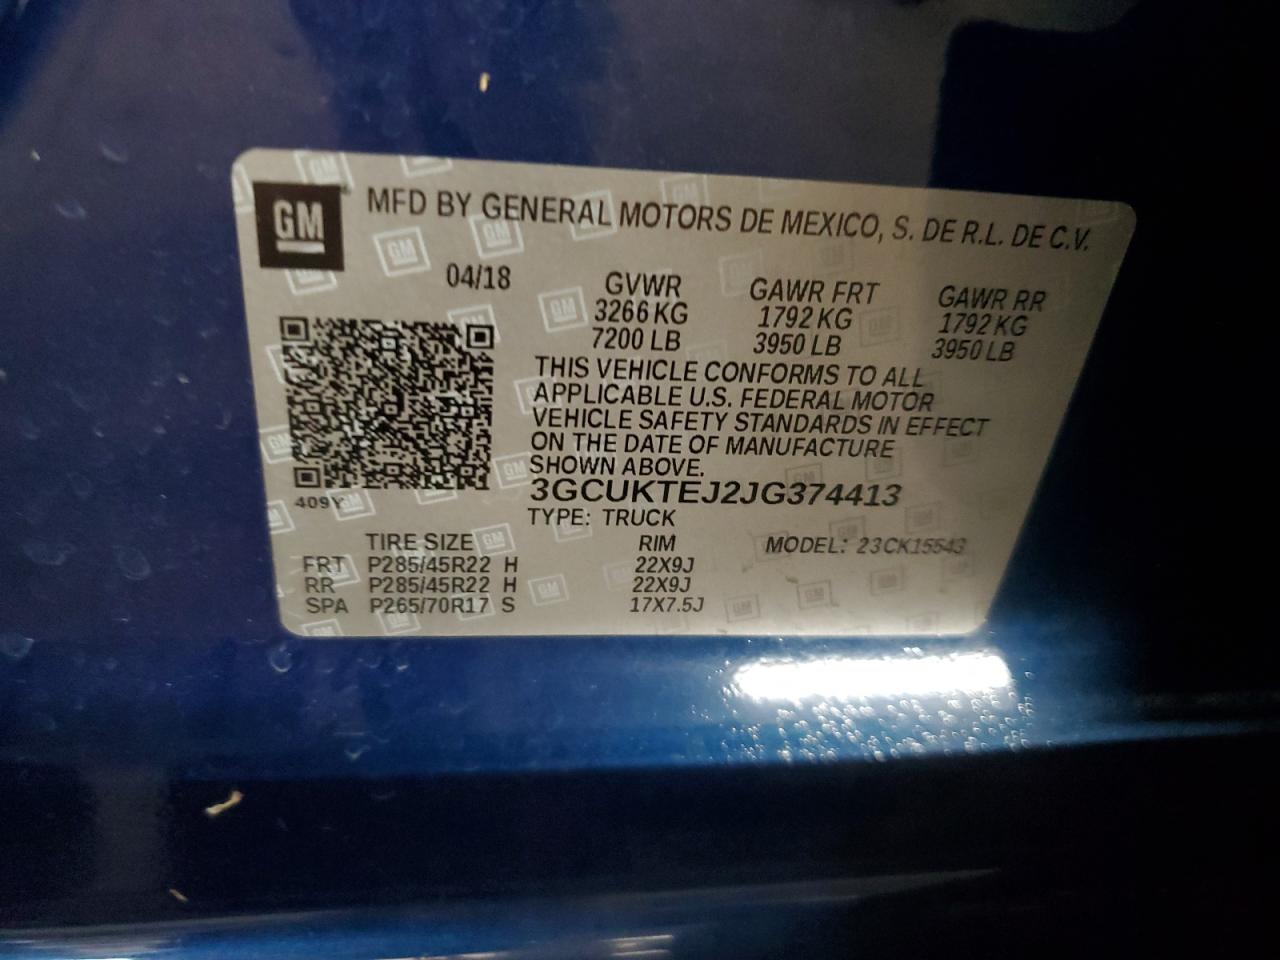 GM
MFD BY GENERAL MOTORS DE MEXICO, S. DE R.L. DE C.V.
04/18
GVWR GAWR FRT GAWR RR
3266 KG 1792 KG 1792 KG
7200 LB 3950 LB 3950 LB
THIS VEHICLE CONFORMS TO ALL
APPLICABLE U.S. FEDERAL MOTOR
VEHICLE SAFETY STANDARDS IN EFFECT
ON THE DATE OF MANUFACTURE
SHOWN ABOVE.
409Y
3GCUKTEJ2JG374413
TYPE: TRUCK
TIRE SIZE RIM MODEL: 23CK15543
FRT P285/45R22 H 22X9J
RR P285/45R22 H 22X9J
SPA P265/70R17 S 17X7.5J